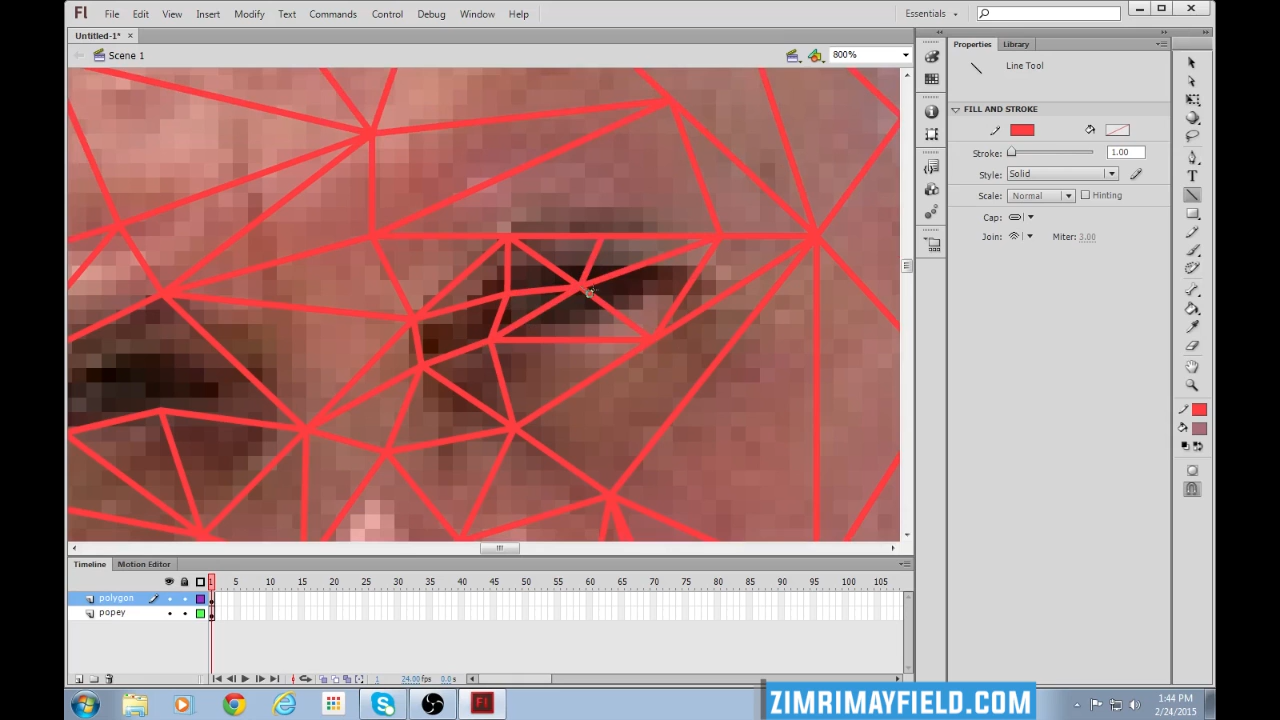 Fl File Edit View Insert Modify Text Commands Control Debug Window Help Essentials
Untitled-1* ×
Scene 1 800%
Properties Library
Line Tool
FILL AND STROKE
Stroke: 1.00
Style: Solid
Scale: Normal Hinting
Cap:
Join: Miter: 3.00
Timeline Motion Editor
1 5 10 15 20 25 30 35 40 45 50 55 60 65 70 75 80 85 90 95 100 105
polygon
popey
1 24.00 fps 0.0 s
Fl
ZIMRIMAYFIELD.COM
1:44 PM
2/24/2015